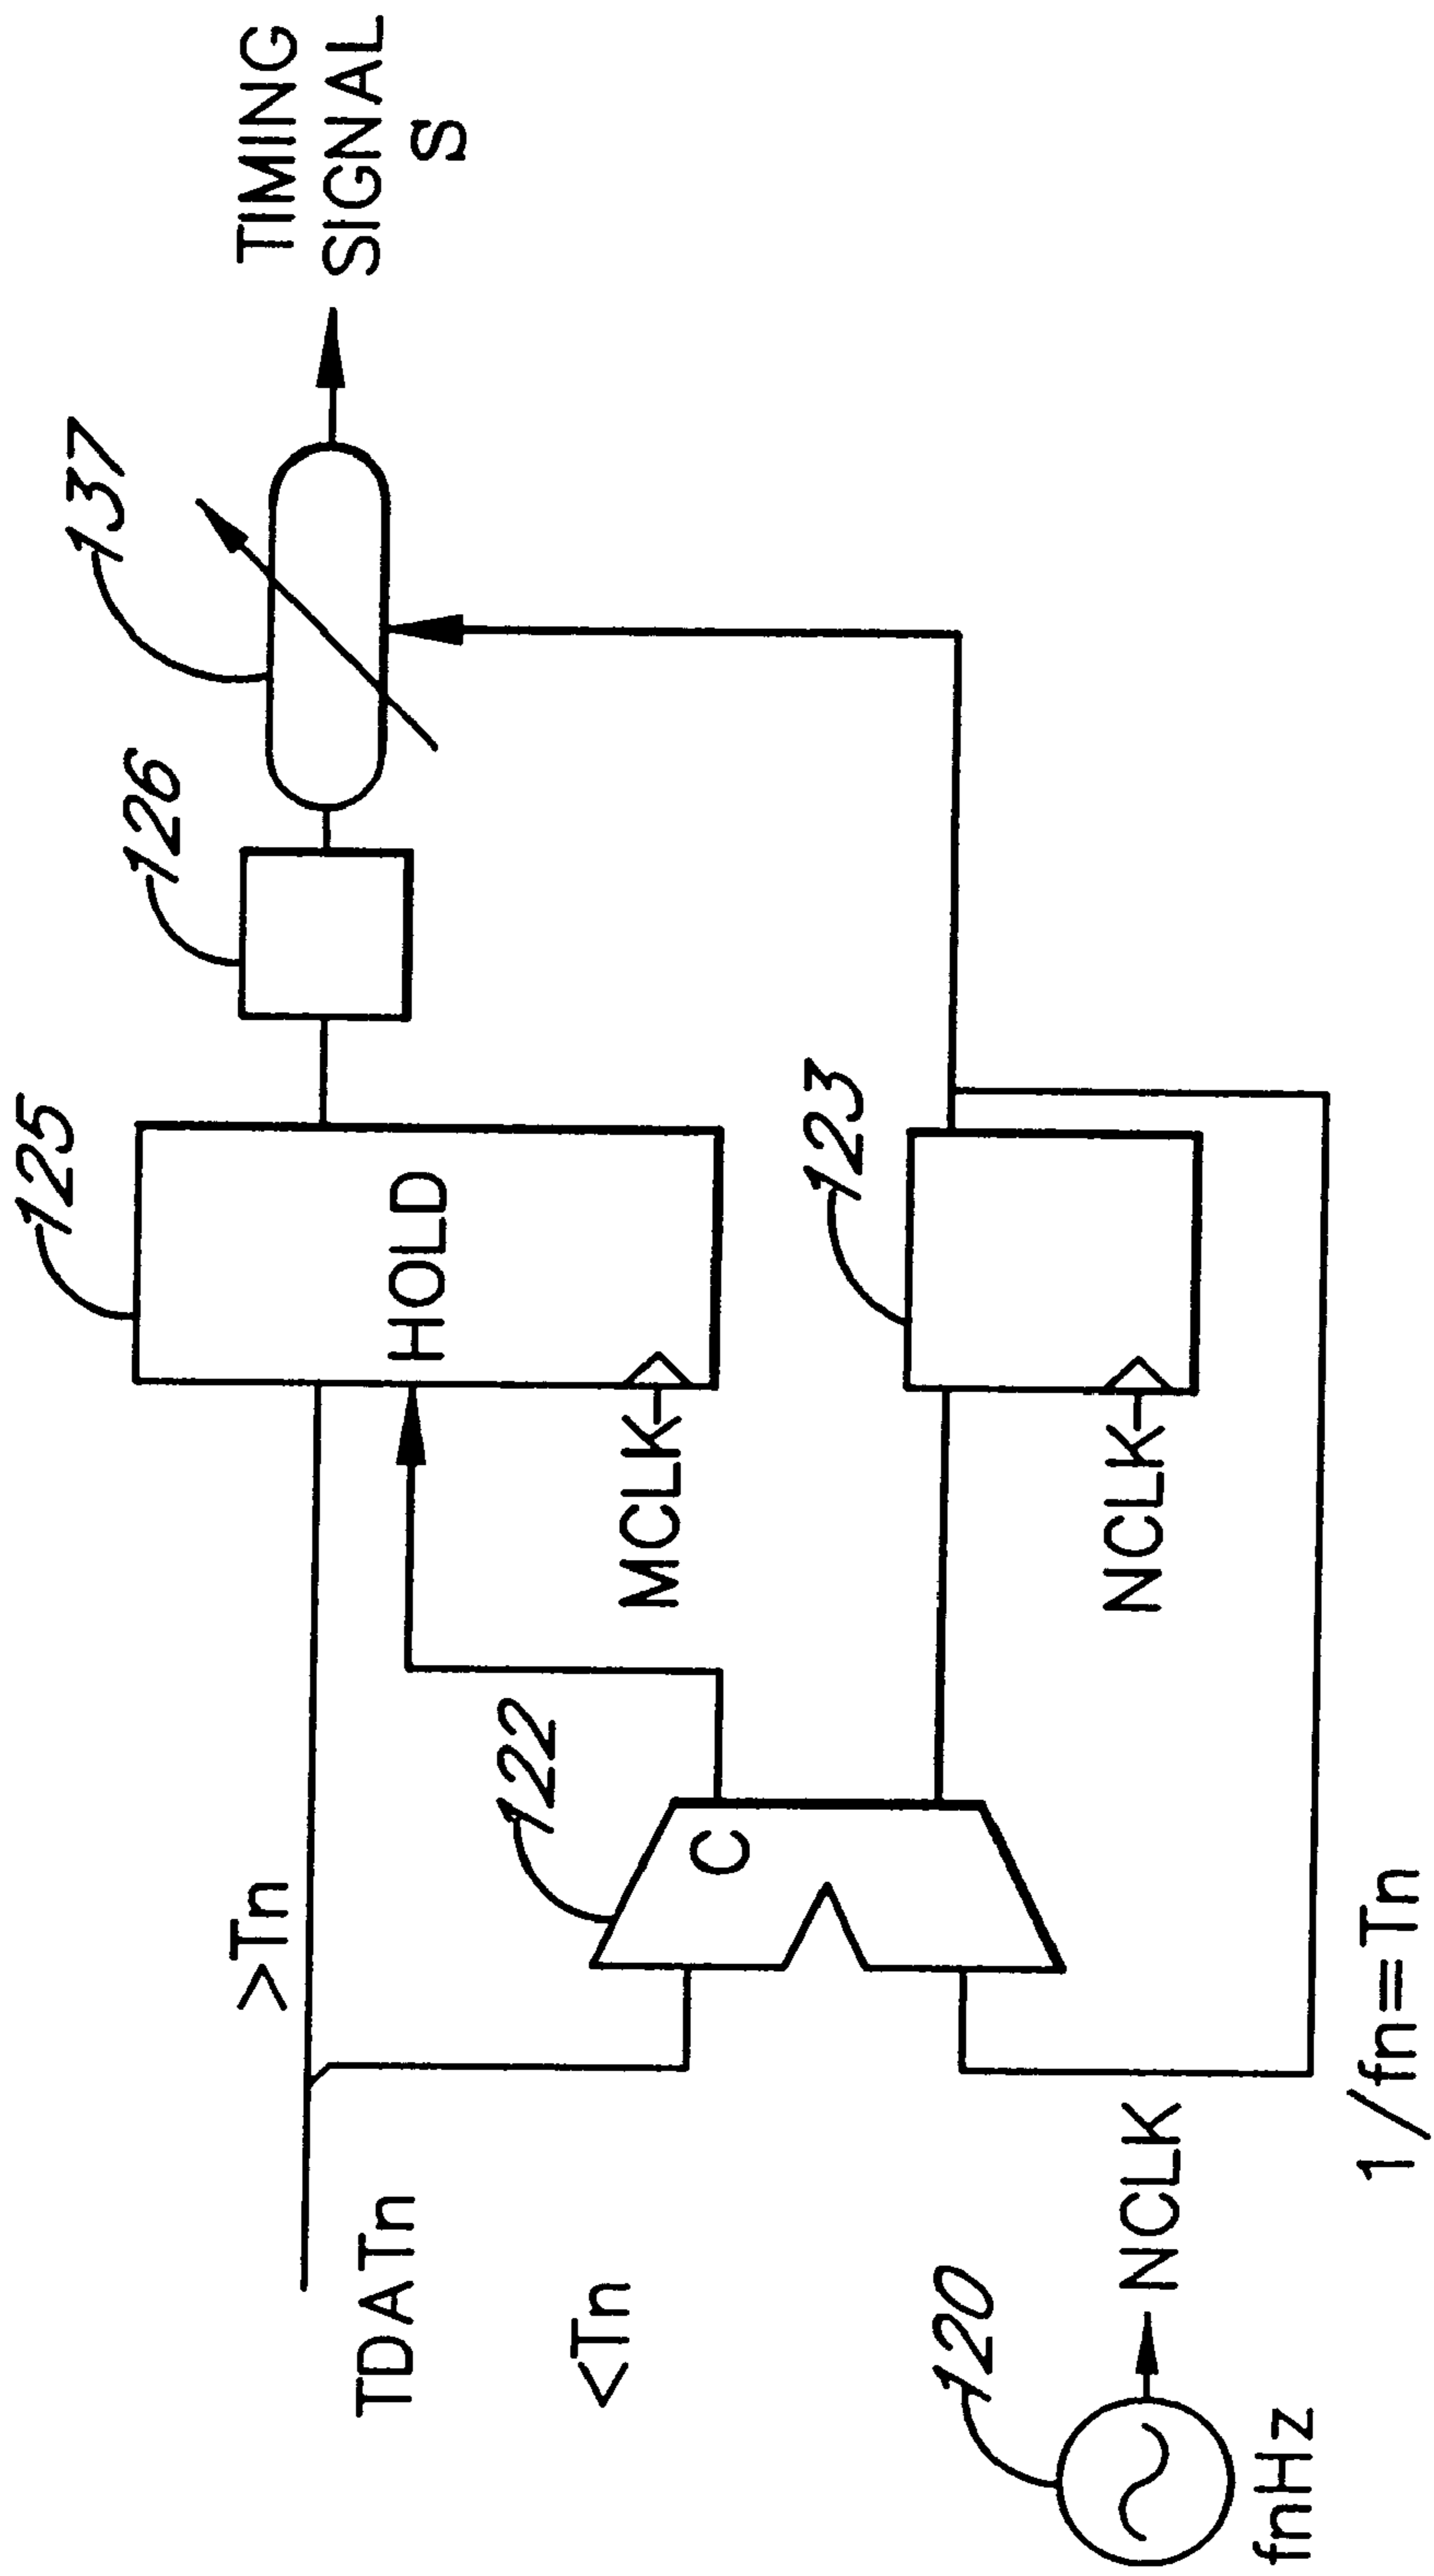 125
126
137
TIMING
SIGNAL
S
>Tn
TDATn
HOLD
122
<Tn
MCLK
123
120
NCLK
NCLK
fnHz
1/fn=Tn